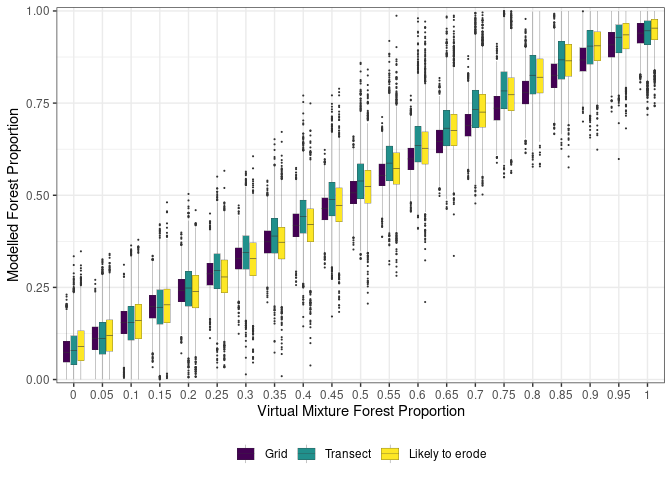 1.00
0.75
0.50
0.25
0.00
Modelled Forest Proportion
0 0.05 0.1 0.15 0.2 0.25 0.3 0.35 0.4 0.45 0.5 0.55 0.6 0.65 0.7 0.75 0.8 0.85 0.9 0.95 1
Virtual Mixture Forest Proportion
Grid Transect Likely to erode